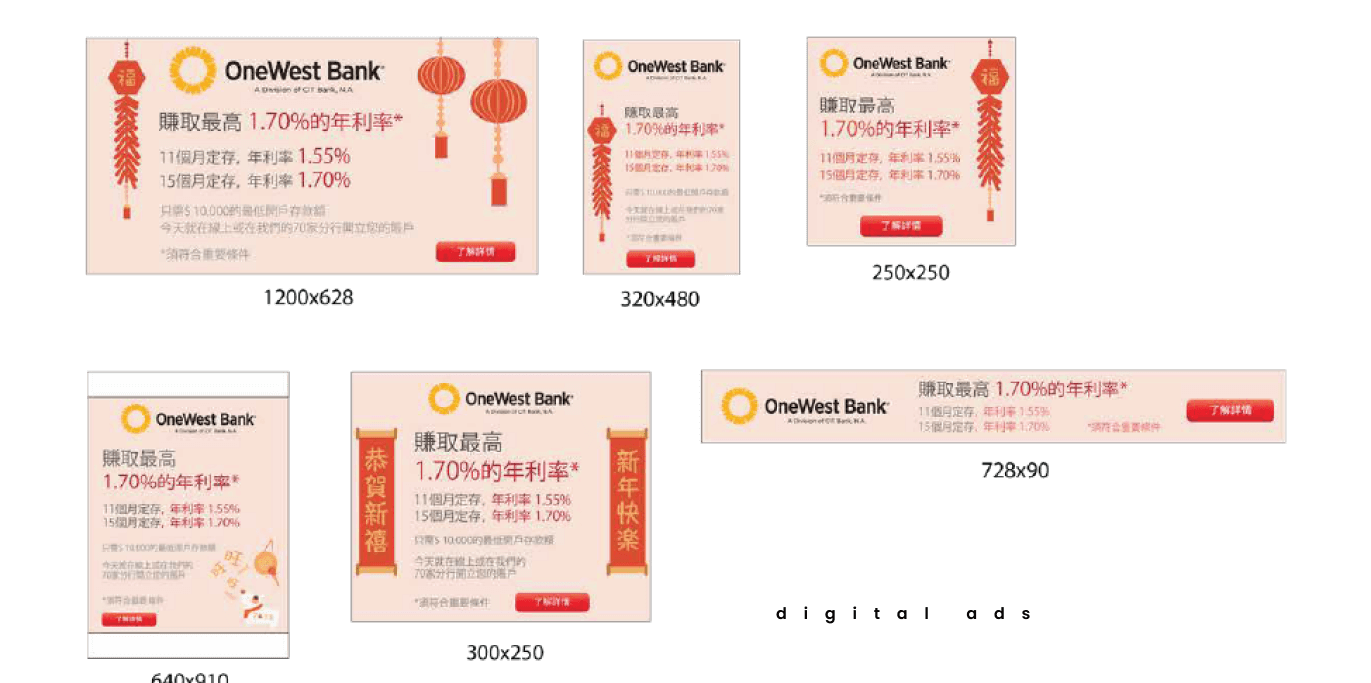 福
OneWest Bank
A Division of CIT Bank, N.A.
賺取最高 1.70%的年利率*
11個月定存, 年利率 1.55%
15個月定存, 年利率 1.70%
只需$ 10,000的最低開戶存款額
今天就在線上或在我們的70家分行開立您的賬戶
*須符合重要條件
了解詳情
1200x628
OneWest Bank
A Division of CIT Bank, N.A.
福
賺取最高
1.70%的年利率*
11個月定存, 年利率 1.55%
15個月定存, 年利率 1.70%
只需$ 10,000的最低開戶存款額
今天就在線上或在我們的70家
分行開立您的賬戶
*須符合重要條件
了解詳情
320x480
OneWest Bank
A Division of CIT Bank, N.A.
福
賺取最高
1.70%的年利率*
11個月定存, 年利率 1.55%
15個月定存, 年利率 1.70%
*須符合重要條件
了解詳情
250x250
OneWest Bank
A Division of CIT Bank, N.A.
賺取最高
1.70%的年利率*
11個月定存, 年利率 1.55%
15個月定存, 年利率 1.70%
只需$ 10,000的最低開戶存款額
今天就在線上或在我們的
70家分行開立您的賬戶
旺!
旺
*須符合重要條件
了解詳情
640x910
OneWest Bank
A Division of CIT Bank, N.A.
恭賀新禧
賺取最高
1.70%的年利率*
11個月定存, 年利率 1.55%
15個月定存, 年利率 1.70%
只需$ 10,000的最低開戶存款額
今天就在線上或在我們的
70家分行開立您的賬戶
*須符合重要條件
了解詳情
新年快樂
300x250
OneWest Bank
A Division of CIT Bank, N.A.
賺取最高 1.70%的年利率*
11個月定存, 年利率 1.55%
15個月定存, 年利率 1.70%
*須符合重要條件
了解詳情
728x90
digital ads